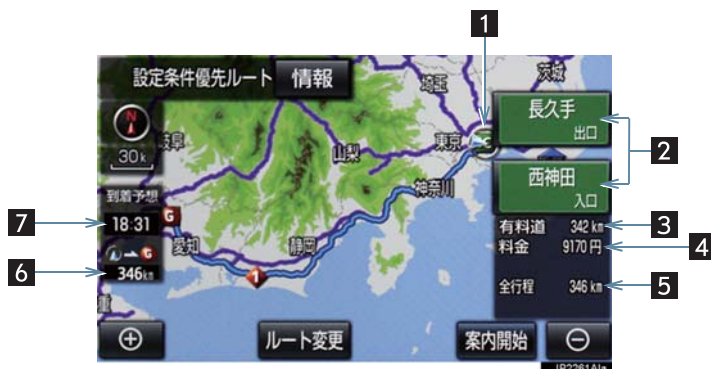 1
設定条件優先ルート 情報
埼玉
茨城
長久手
出口
N
30k
岐阜
山梨
東京
2
西神田
入口
神奈川
到着予想
7
18:31
G
愛知
静岡
有料道 342 km
3
料金 9170 円
4
G
6
346km
1
全行程 346 km
5
重
ルート変更
案内開始